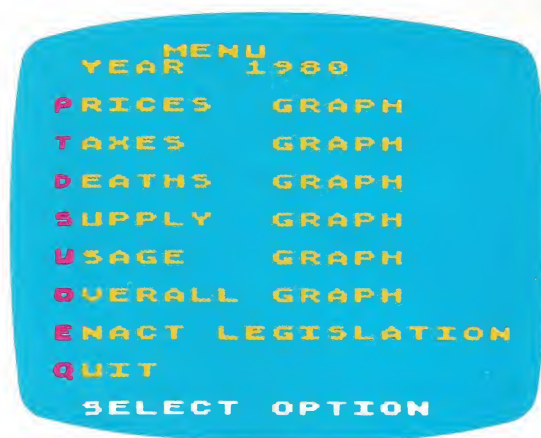 MENU
YEAR 1980
PRICES GRAPH
TAXES GRAPH
DEATHS GRAPH
SUPPLY GRAPH
USAGE GRAPH
OVERALL GRAPH
ENACT LEGISLATION
QUIT
SELECT OPTION